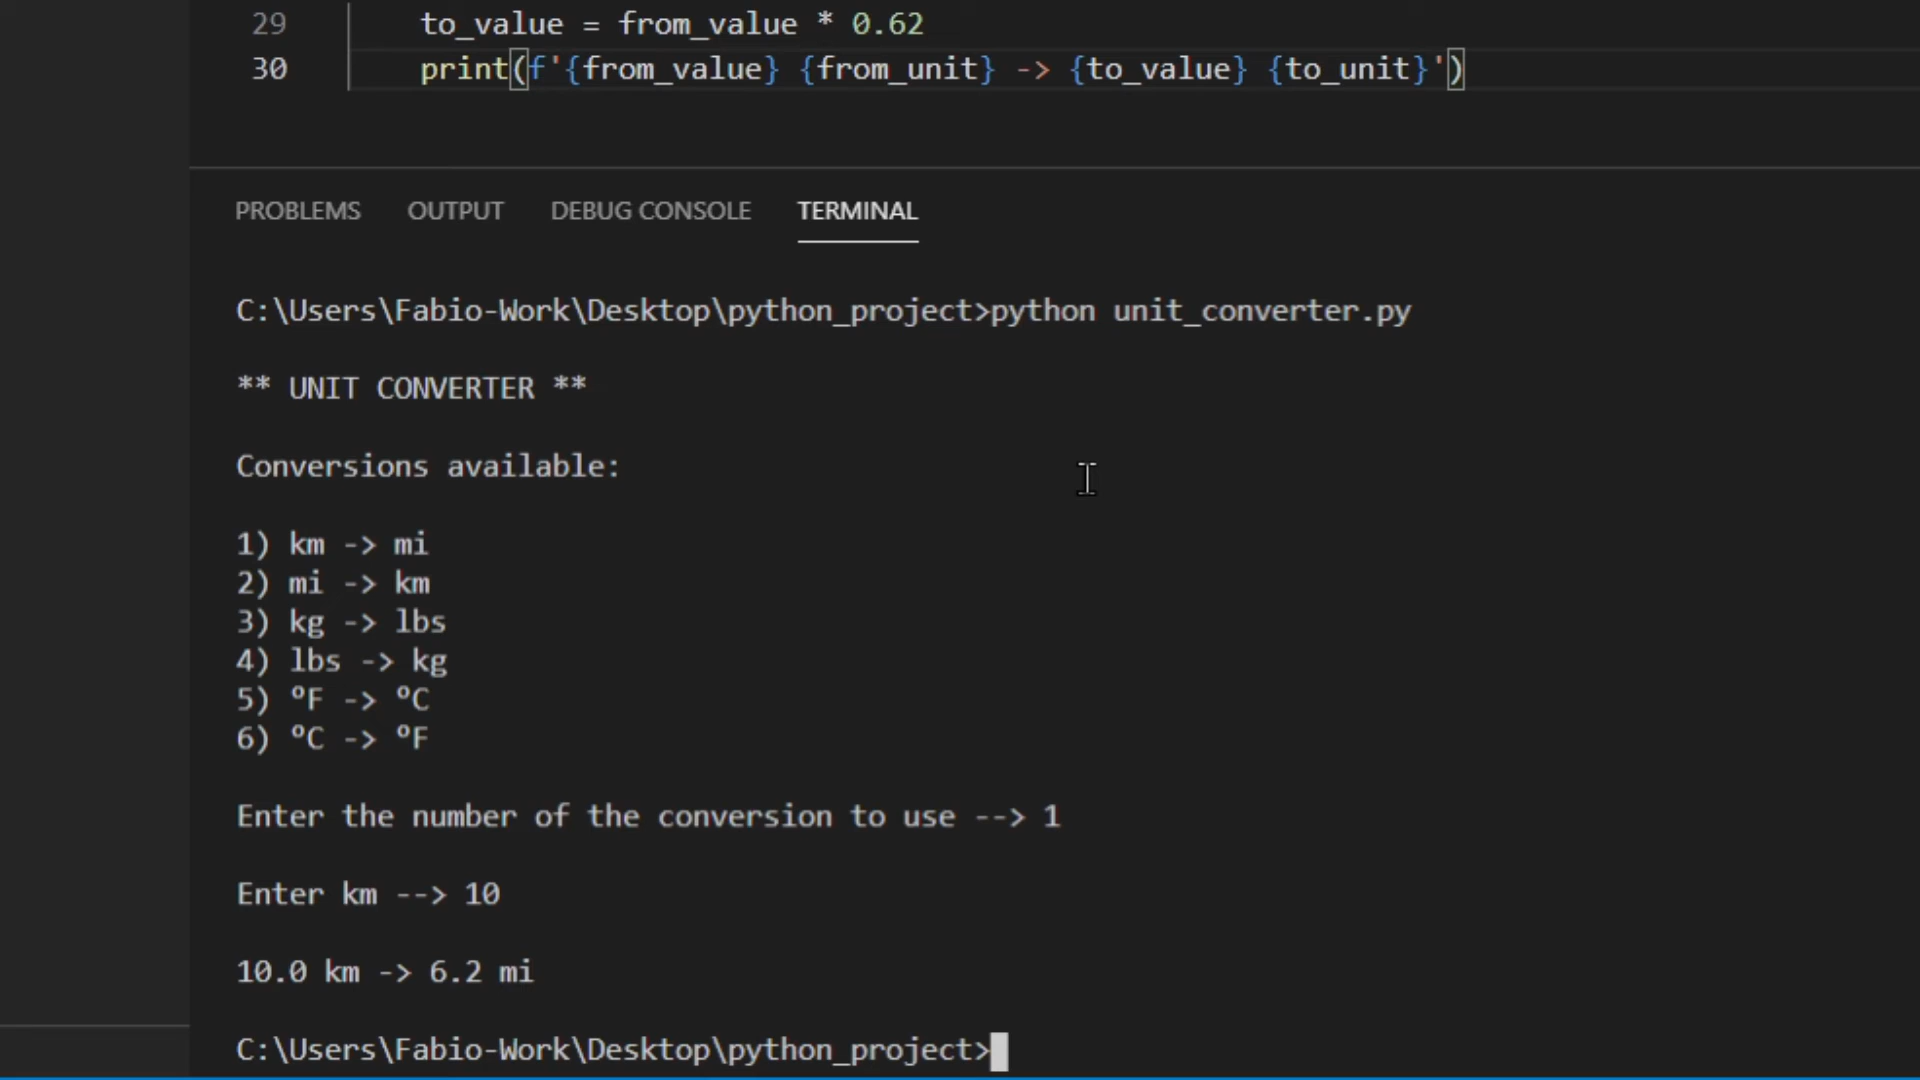 29 to_value = from_value * 0.62
30 print(f'{from_value} {from_unit} -> {to_value} {to_unit}')
PROBLEMS OUTPUT DEBUG CONSOLE TERMINAL
C:\Users\Fabio-Work\Desktop\python_project>python unit_converter.py
** UNIT CONVERTER **
Conversions available:
1) km -> mi
2) mi -> km
3) kg -> lbs
4) lbs -> kg
5) ºF -> ºC
6) ºC -> ºF
Enter the number of the conversion to use --> 1
Enter km --> 10
10.0 km -> 6.2 mi
C:\Users\Fabio-Work\Desktop\python_project>